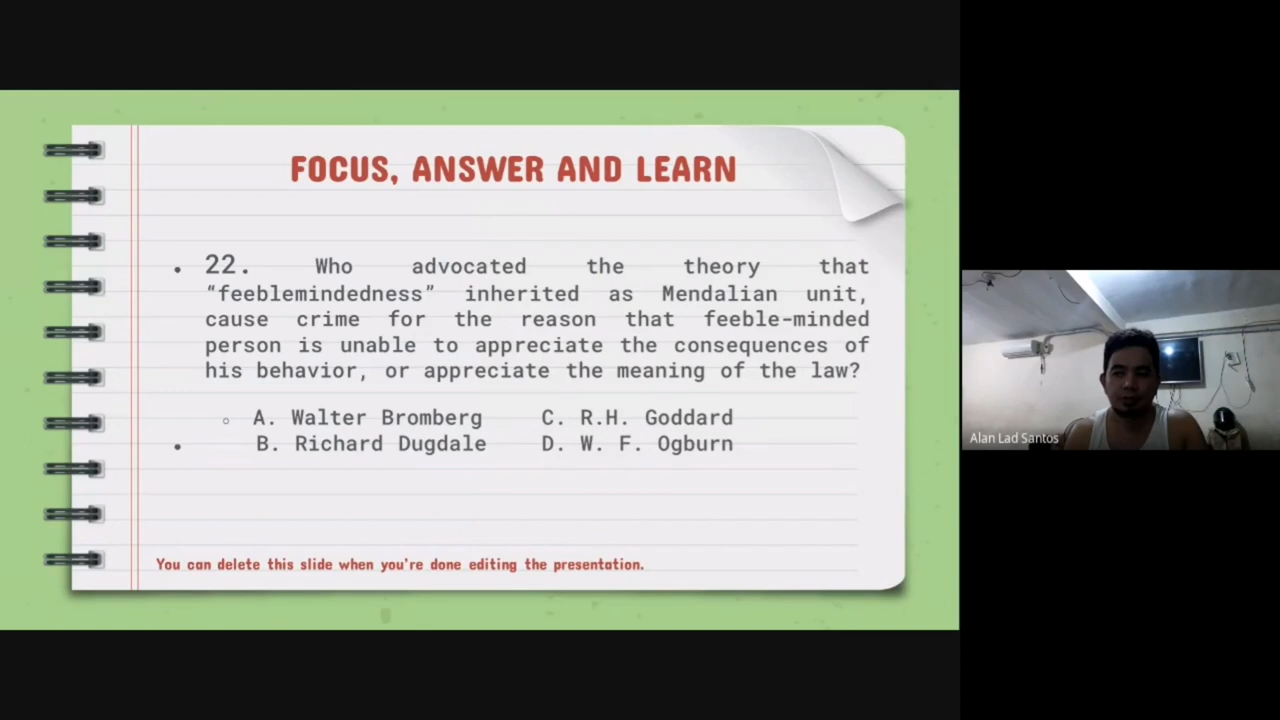 FOCUS, ANSWER AND LEARN
22. Who advocated the theory that
“feeblemindedness” inherited as Mendalian unit,
cause crime for the reason that feeble-minded
person is unable to appreciate the consequences of
his behavior, or appreciate the meaning of the law?
A. Walter Bromberg C. R.H. Goddard
B. Richard Dugdale D. W. F. Ogburn
You can delete this slide when you're done editing the presentation.
Alan Lad Santos